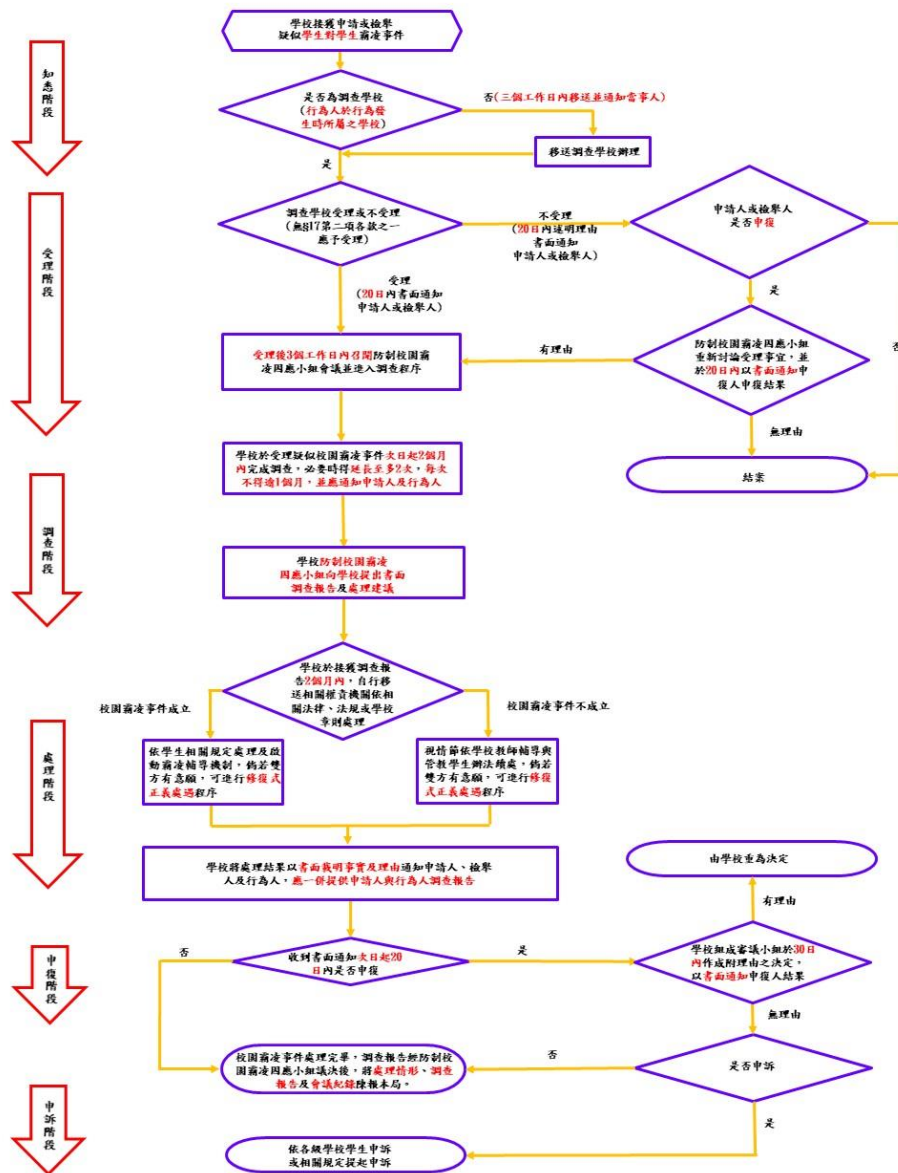 學校接獲申請或檢舉
疑似學生對學生霸凌事件
知悉階段
是否為調查學校
(行為人於行為發
生時所屬之學校)
否(三個工作日內移送並通知當事人)
移送調查學校辦理
是
受理階段
調查學校受理或不受理
(無§17第二項各款之一
應予受理)
不受理
(20日內述明理由
書面通知
申請人或檢舉人)
申請人或檢舉人
是否申復
受理
(20日內書面通知
申請人或檢舉人)
是
否
受理後3個工作日內召開防制校園霸
凌因應小組會議並進入調查程序
有理由
防制校園霸凌因應小組
重新討論受理事宜，並
於20日內以書面通知申
復人申復結果
無理由
結案
學校於受理疑似校園霸凌事件次日起2個月
內完成調查，必要時得延長至多2次，每次
不得逾1個月，並應通知申請人及行為人
調查階段
學校防制校園霸凌
因應小組向學校提出書面
調查報告及處理建議
學校於接獲調查報
告2個月內，自行移
送相關權責機關依相
關法律、法規或學校
章則處理
校園霸凌事件成立
校園霸凌事件不成立
處理階段
依學生相關規定處理及啟
動霸凌輔導機制，倘若雙
方有意願，可進行修復式
正義處遇程序
視情節依學校教師輔導與
管教學生辦法續處，倘若
雙方有意願，可進行修復
式正義處遇程序
學校將處理結果以書面載明事實及理由通知申請人、檢舉
人及行為人，應一併提供申請人與行為人調查報告
由學校重為決定
有理由
申復階段
否
收到書面通知次日起20
日內是否申復
是
學校組成審議小組於30日
內作成附理由之決定，
以書面通知申復人結果
無理由
校園霸凌事件處理完畢，調查報告經防制校
園霸凌因應小組議決後，將處理情形、調查
報告及會議紀錄陳報本局。
否
是否申訴
是
申訴階段
依各級學校學生申訴
或相關規定提起申訴